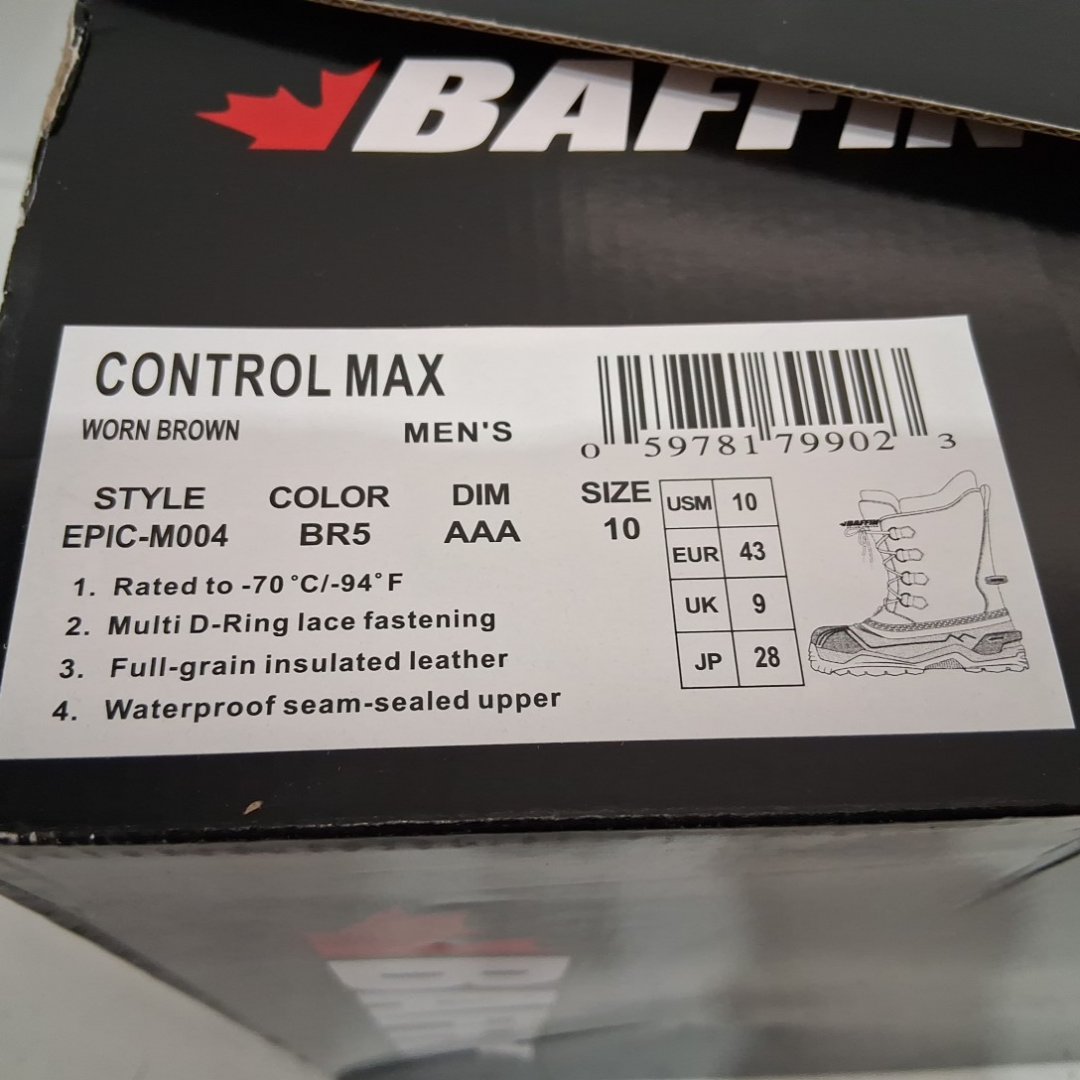 BAFFIN
CONTROL MAX
WORN BROWN MEN'S
0 59781 79902 3
STYLE COLOR DIM SIZE
EPIC-M004 BR5 AAA 10
USM 10
EUR 43
UK 9
JP 28
BAFFIN
1. Rated to -70 °C/-94°F
2. Multi D-Ring lace fastening
3. Full-grain insulated leather
4. Waterproof seam-sealed upper